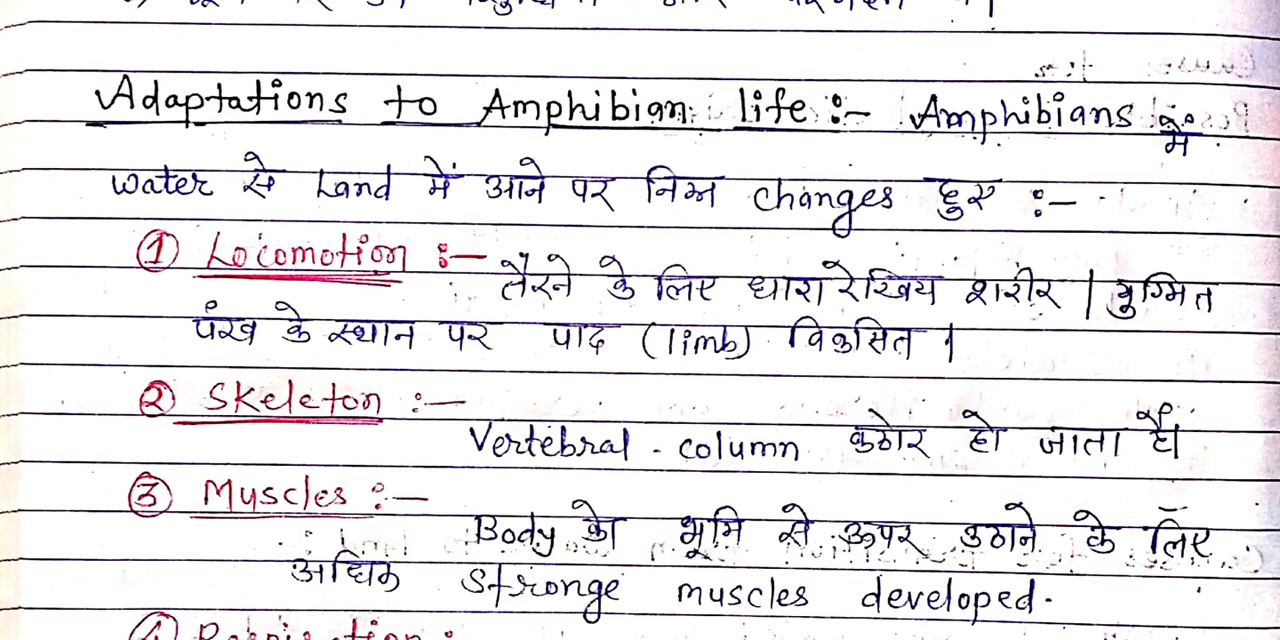 Adaptations to Amphibian life :- Amphibians में
water से Land में आने पर निम्न changes हुए :-
① Locomotion :- तैरने के लिए धारारेखिय शरीर | युग्मित
पंख के स्थान पर पाद (limb) विकसित |
② Skeleton :-
Vertebral - column कठोर हो जाता है।
③ Muscles :-
Body को भूमि से ऊपर उठाने के लिए
अधिक stronge muscles developed.